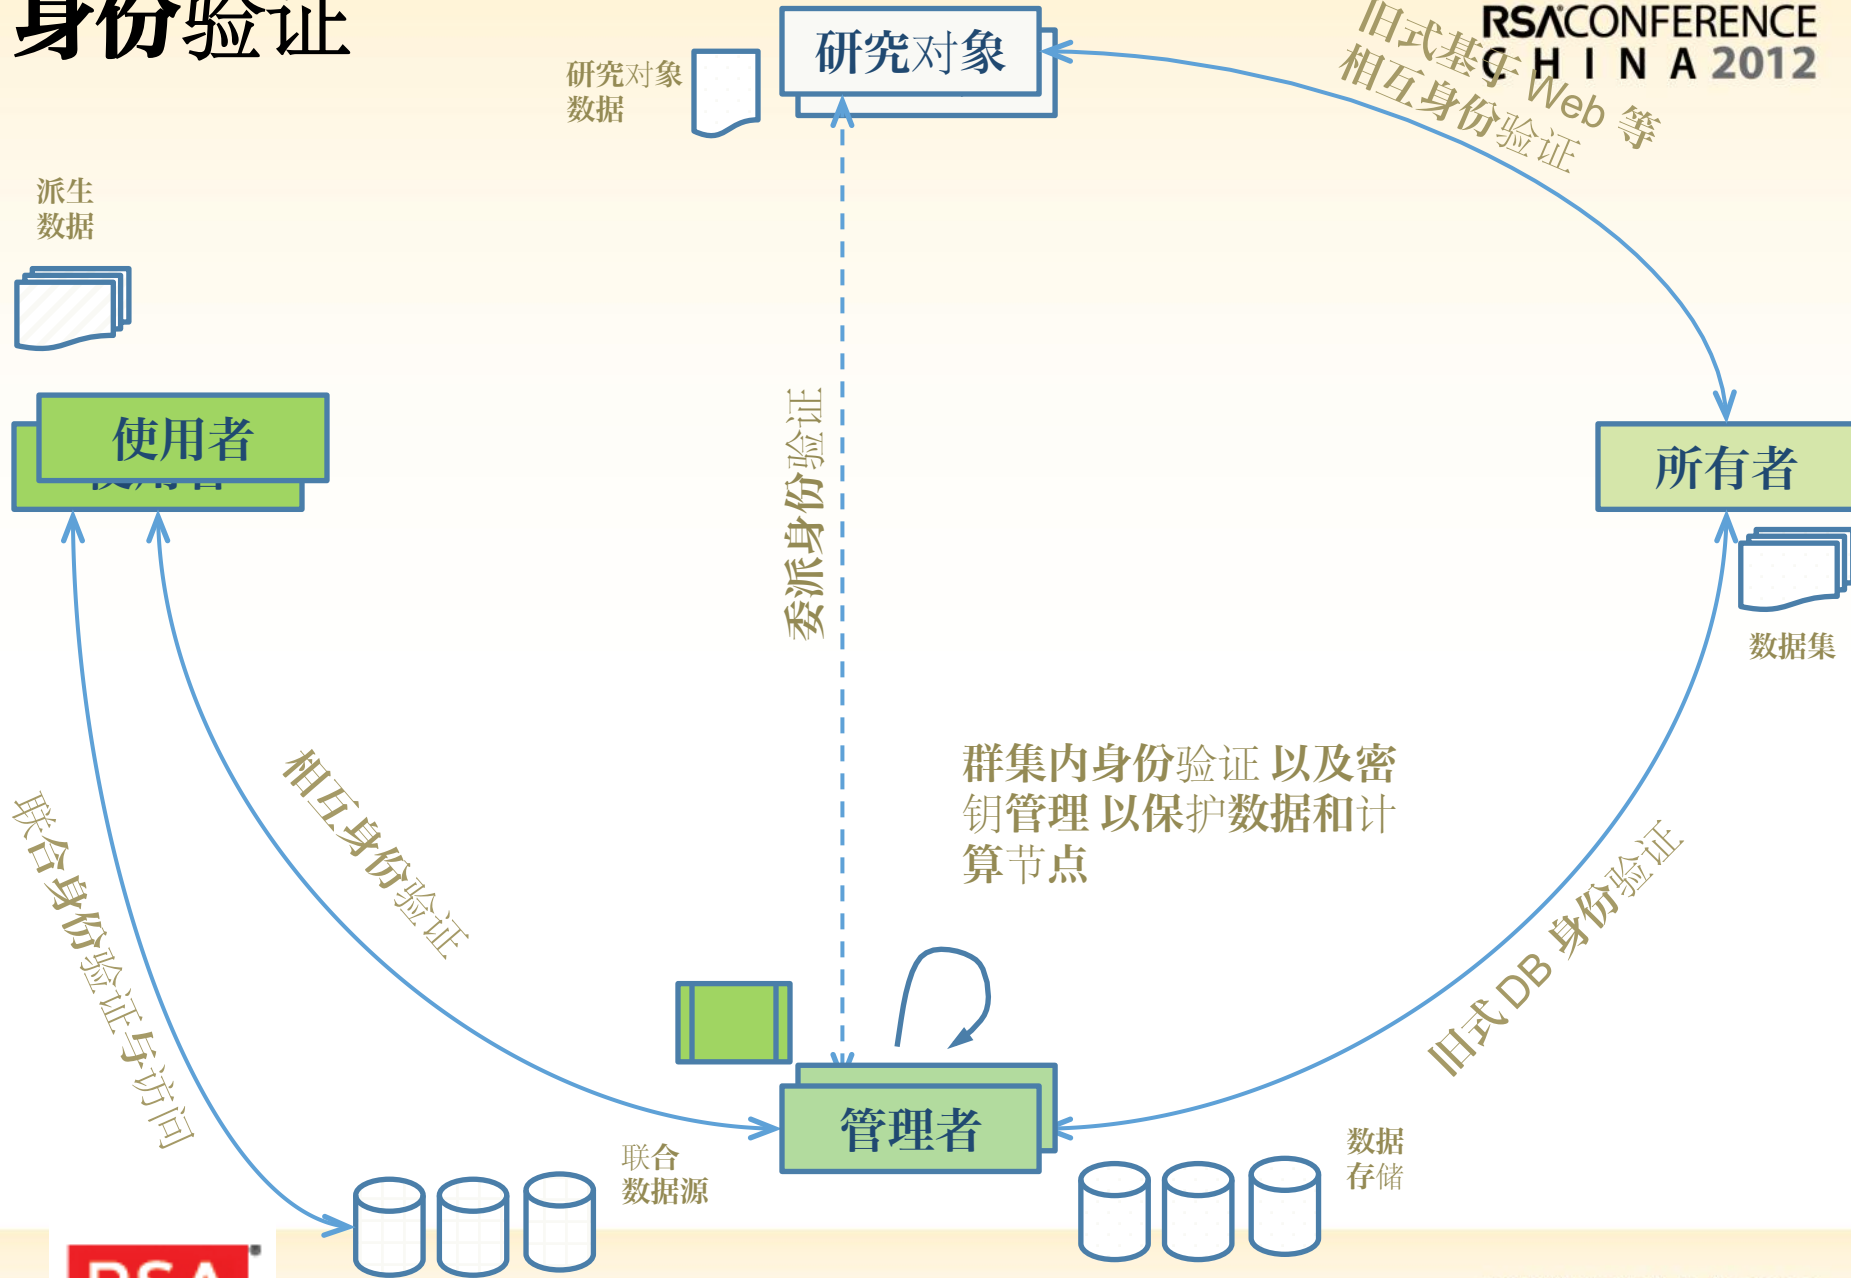 身份验证
RSACONFERENCE
CHINA 2012
研究对象
研究对象
数据
旧式基于 Web 等
相互身份验证
派生
数据
使用者
使用者
所有者
数据集
委派身份验证
群集内身份验证 以及密
钥管理 以保护数据和计
算节点
相互身份验证
联合身份验证与访问
旧式 DB 身份验证
管理者
联合
数据源
数据
存储
RSA